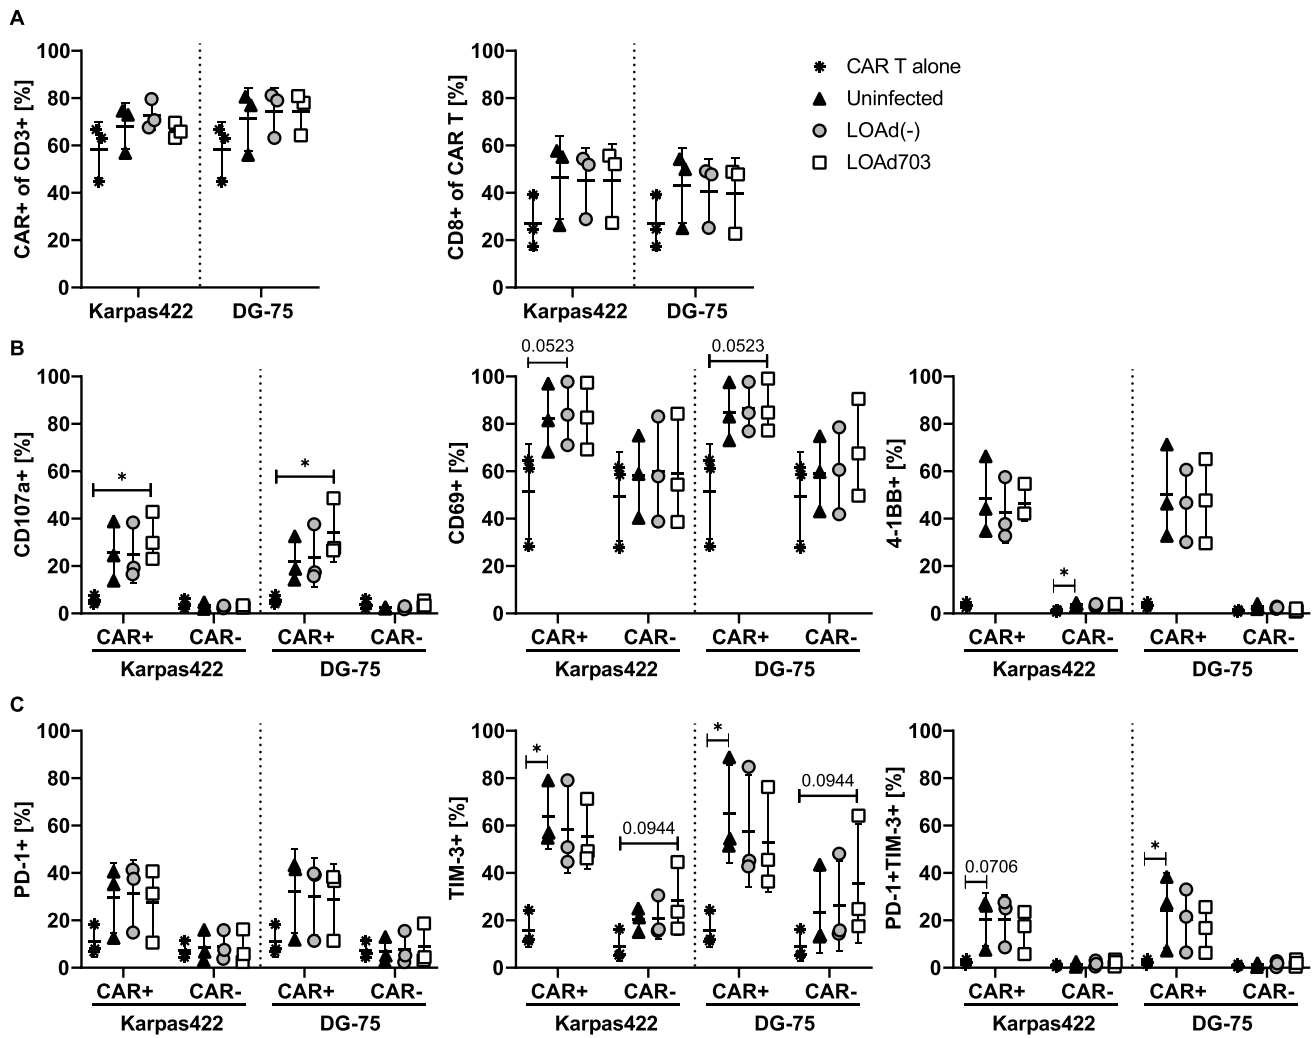 A
CAR+ of CD3+ [%]
100
80
60
40
20
0
Karpas422
DG-75
CD8+ of CAR T [%]
100
80
60
40
20
0
Karpas422
DG-75
CAR T alone
Uninfected
LOAd(-)
LOAd703
B
CD107a+ [%]
100
80
60
40
20
0
*
*
CAR+ CAR- CAR+ CAR-
Karpas422 DG-75
CD69+ [%]
100
80
60
40
20
0
0.0523
0.0523
CAR+ CAR- CAR+ CAR-
Karpas422 DG-75
4-1BB+ [%]
100
80
60
40
20
0
*
CAR+ CAR- CAR+ CAR-
Karpas422 DG-75
C
PD-1+ [%]
100
80
60
40
20
0
CAR+ CAR- CAR+ CAR-
Karpas422 DG-75
TIM-3+ [%]
100
80
60
40
20
0
*
0.0944
*
0.0944
CAR+ CAR- CAR+ CAR-
Karpas422 DG-75
PD-1+TIM-3+ [%]
100
80
60
40
20
0
0.0706
*
CAR+ CAR- CAR+ CAR-
Karpas422 DG-75